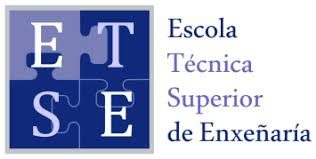 E T
S E
Escola
Técnica
Superior
de Enxeñaría